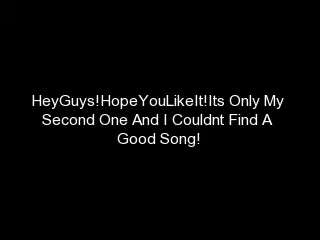 HeyGuys!HopeYouLikeIt!Its Only My
Second One And I Couldnt Find A
Good Song!